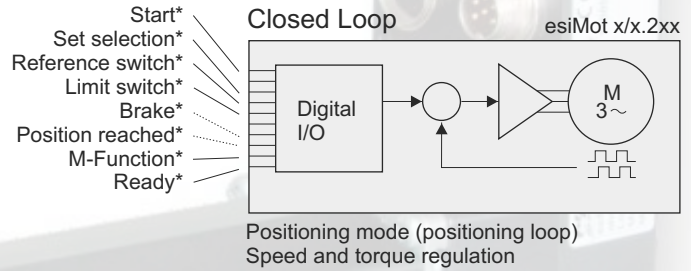 Start*
Set selection*
Reference switch*
Limit switch*
Brake*
Position reached*
M-Function*
Ready*
Closed Loop
esiMot x/x.2xx
Digital
I/O
M
3~
Positioning mode (positioning loop)
Speed and torque regulation